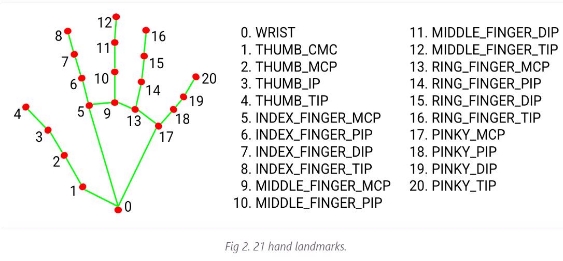 12
8
16
11
7
15
20
10
6
14
19
4
5
9
13
18
3
17
2
1
0
0. WRIST
1. THUMB_CMC
2. THUMB_MCP
3. THUMB_IP
4. THUMB_TIP
5. INDEX_FINGER_MCP
6. INDEX_FINGER_PIP
7. INDEX_FINGER_DIP
8. INDEX_FINGER_TIP
9. MIDDLE_FINGER_MCP
10. MIDDLE_FINGER_PIP
11. MIDDLE_FINGER_DIP
12. MIDDLE_FINGER_TIP
13. RING_FINGER_MCP
14. RING_FINGER_PIP
15. RING_FINGER_DIP
16. RING_FINGER_TIP
17. PINKY_MCP
18. PINKY_PIP
19. PINKY_DIP
20. PINKY_TIP
Fig 2. 21 hand landmarks.